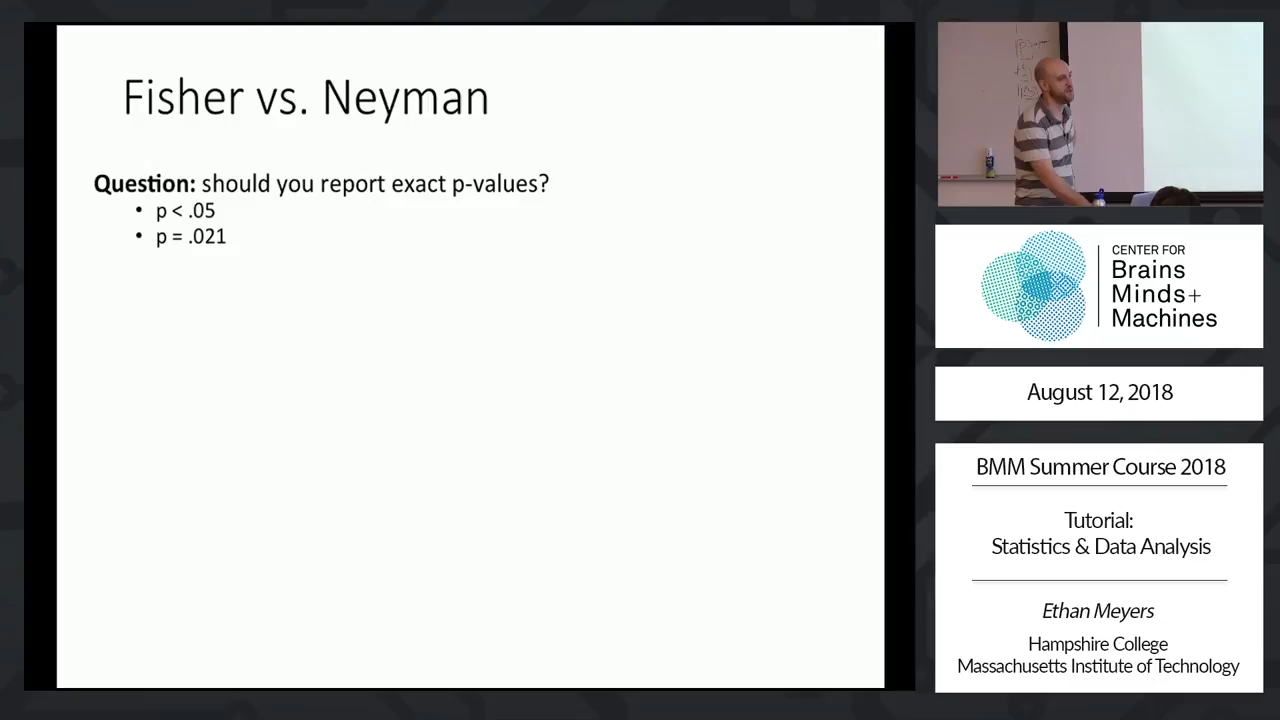 Fisher vs. Neyman
Question: should you report exact p-values?
• p < .05
• p = .021
CENTER FOR
Brains
Minds+
Machines
August 12, 2018
BMM Summer Course 2018
Tutorial:
Statistics & Data Analysis
Ethan Meyers
Hampshire College
Massachusetts Institute of Technology